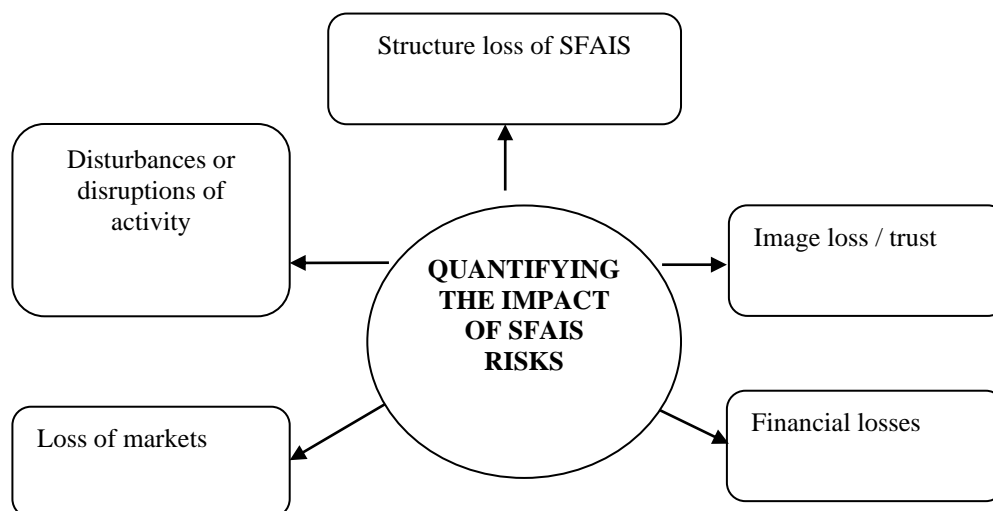 Structure loss of SFAIS
Disturbances or
disruptions of
activity
Image loss / trust
QUANTIFYING
THE IMPACT
OF SFAIS
RISKS
Loss of markets
Financial losses